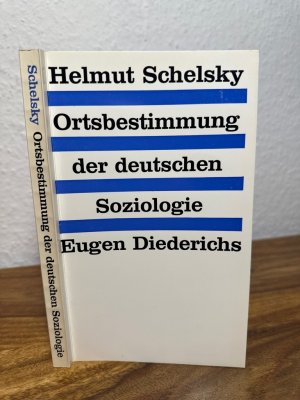 Helmut Schelsky
Ortsbestimmung
der deutschen
Soziologie
Eugen Diederichs
Schelsky Ortsbestimmung der deutschen Soziologie